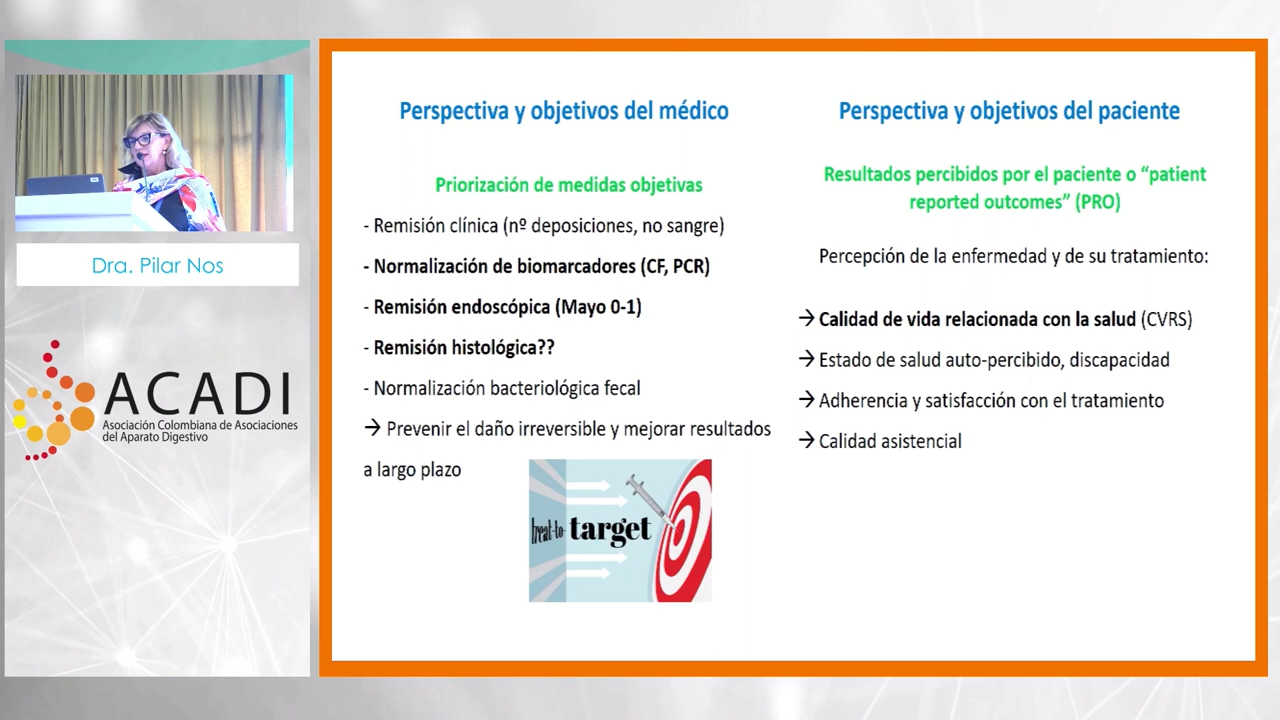 Dra. Pilar Nos
ACADI
Asociación Colombiana de Asociaciones
del Aparato Digestivo
Perspectiva y objetivos del médico
Priorización de medidas objetivas
- Remisión clínica (nº deposiciones, no sangre)
- Normalización de biomarcadores (CF, PCR)
- Remisión endoscópica (Mayo 0-1)
- Remisión histológica??
- Normalización bacteriológica fecal
→ Prevenir el daño irreversible y mejorar resultados
a largo plazo
treat-to-target
Perspectiva y objetivos del paciente
Resultados percibidos por el paciente o “patient
reported outcomes” (PRO)
Percepción de la enfermedad y de su tratamiento:
→ Calidad de vida relacionada con la salud (CVRS)
→ Estado de salud auto-percibido, discapacidad
→ Adherencia y satisfacción con el tratamiento
→ Calidad asistencial